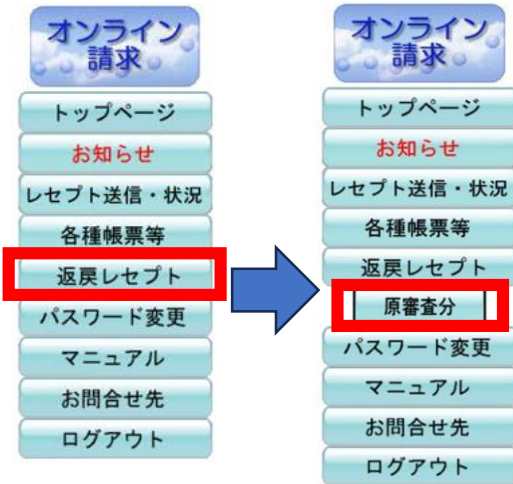 オンライン
請求
トップページ
お知らせ
レセプト送信・状況
各種帳票等
返戻レセプト
パスワード変更
マニュアル
お問合せ先
ログアウト
オンライン
請求
トップページ
お知らせ
レセプト送信・状況
各種帳票等
返戻レセプト
原審査分
パスワード変更
マニュアル
お問合せ先
ログアウト